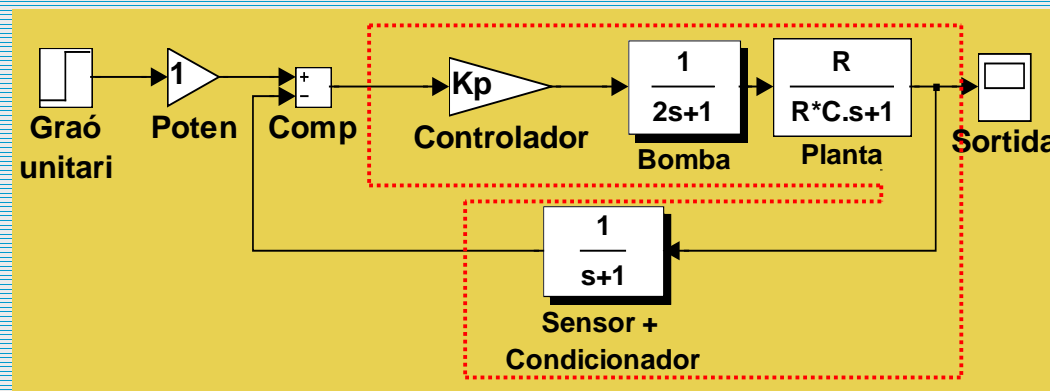 Graó
unitari
1
Poten
+
−
Comp
Kp
Controlador
1
2s+1
Bomba
R
R*C.s+1
Planta
Sortida
1
s+1
Sensor +
Condicionador